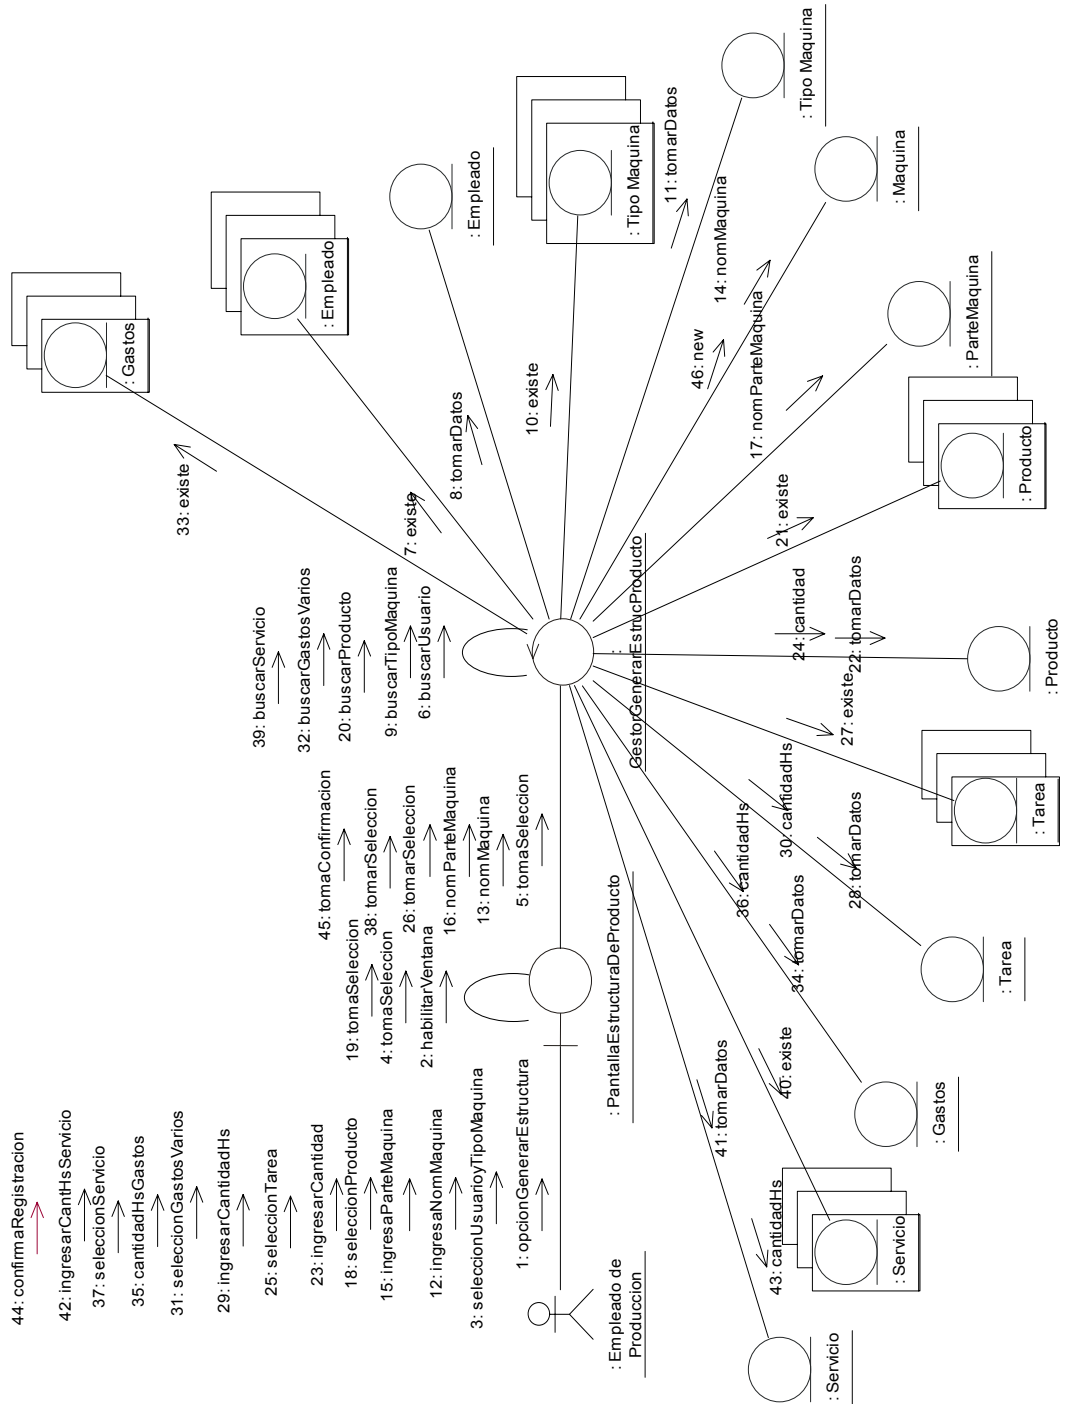 44: confirmaRegistracion
42: ingresarCantHsServicio
37: seleccionServicio
35: cantidadHsGastos
31: seleccionGastosVarios
29: ingresarCantidadHs
25: seleccionTarea
23: ingresarCantidad
18: seleccionProducto
15: ingresaParteMaquina
12: ingresaNomMaquina
3: seleccionUsuarioyTipoMaquina
1: opcionGenerarEstructura
: Empleado de
Produccion
19: tomaSeleccion
4: tomaSeleccion
2: habilitarVentana
: PantallaEstructuraDeProducto
45: tomaConfirmacion
38: tomarSeleccion
26: tomarSeleccion
16: nomParteMaquina
13: nomMaquina
5: tomaSeleccion
39: buscarServicio
32: buscarGastosVarios
20: buscarProducto
9: buscarTipoMaquina
6: buscarUsuario
:
GestorGenerarEstrucProducto
33: existe
: Gastos
7: existe
: Empleado
8: tomarDatos
: Empleado
10: existe
: Tipo Maquina
11: tomarDatos
: Tipo Maquina
14: nomMaquina
46: new
: Maquina
17: nomParteMaquina
: ParteMaquina
21: existe
: Producto
24: cantidad
22: tomarDatos
: Producto
27: existe
: Tarea
30: cantidadHs
28: tomarDatos
: Tarea
36: cantidadHs
34: tomarDatos
: Gastos
40: existe
: Servicio
41: tomarDatos
43: cantidadHs
: Servicio